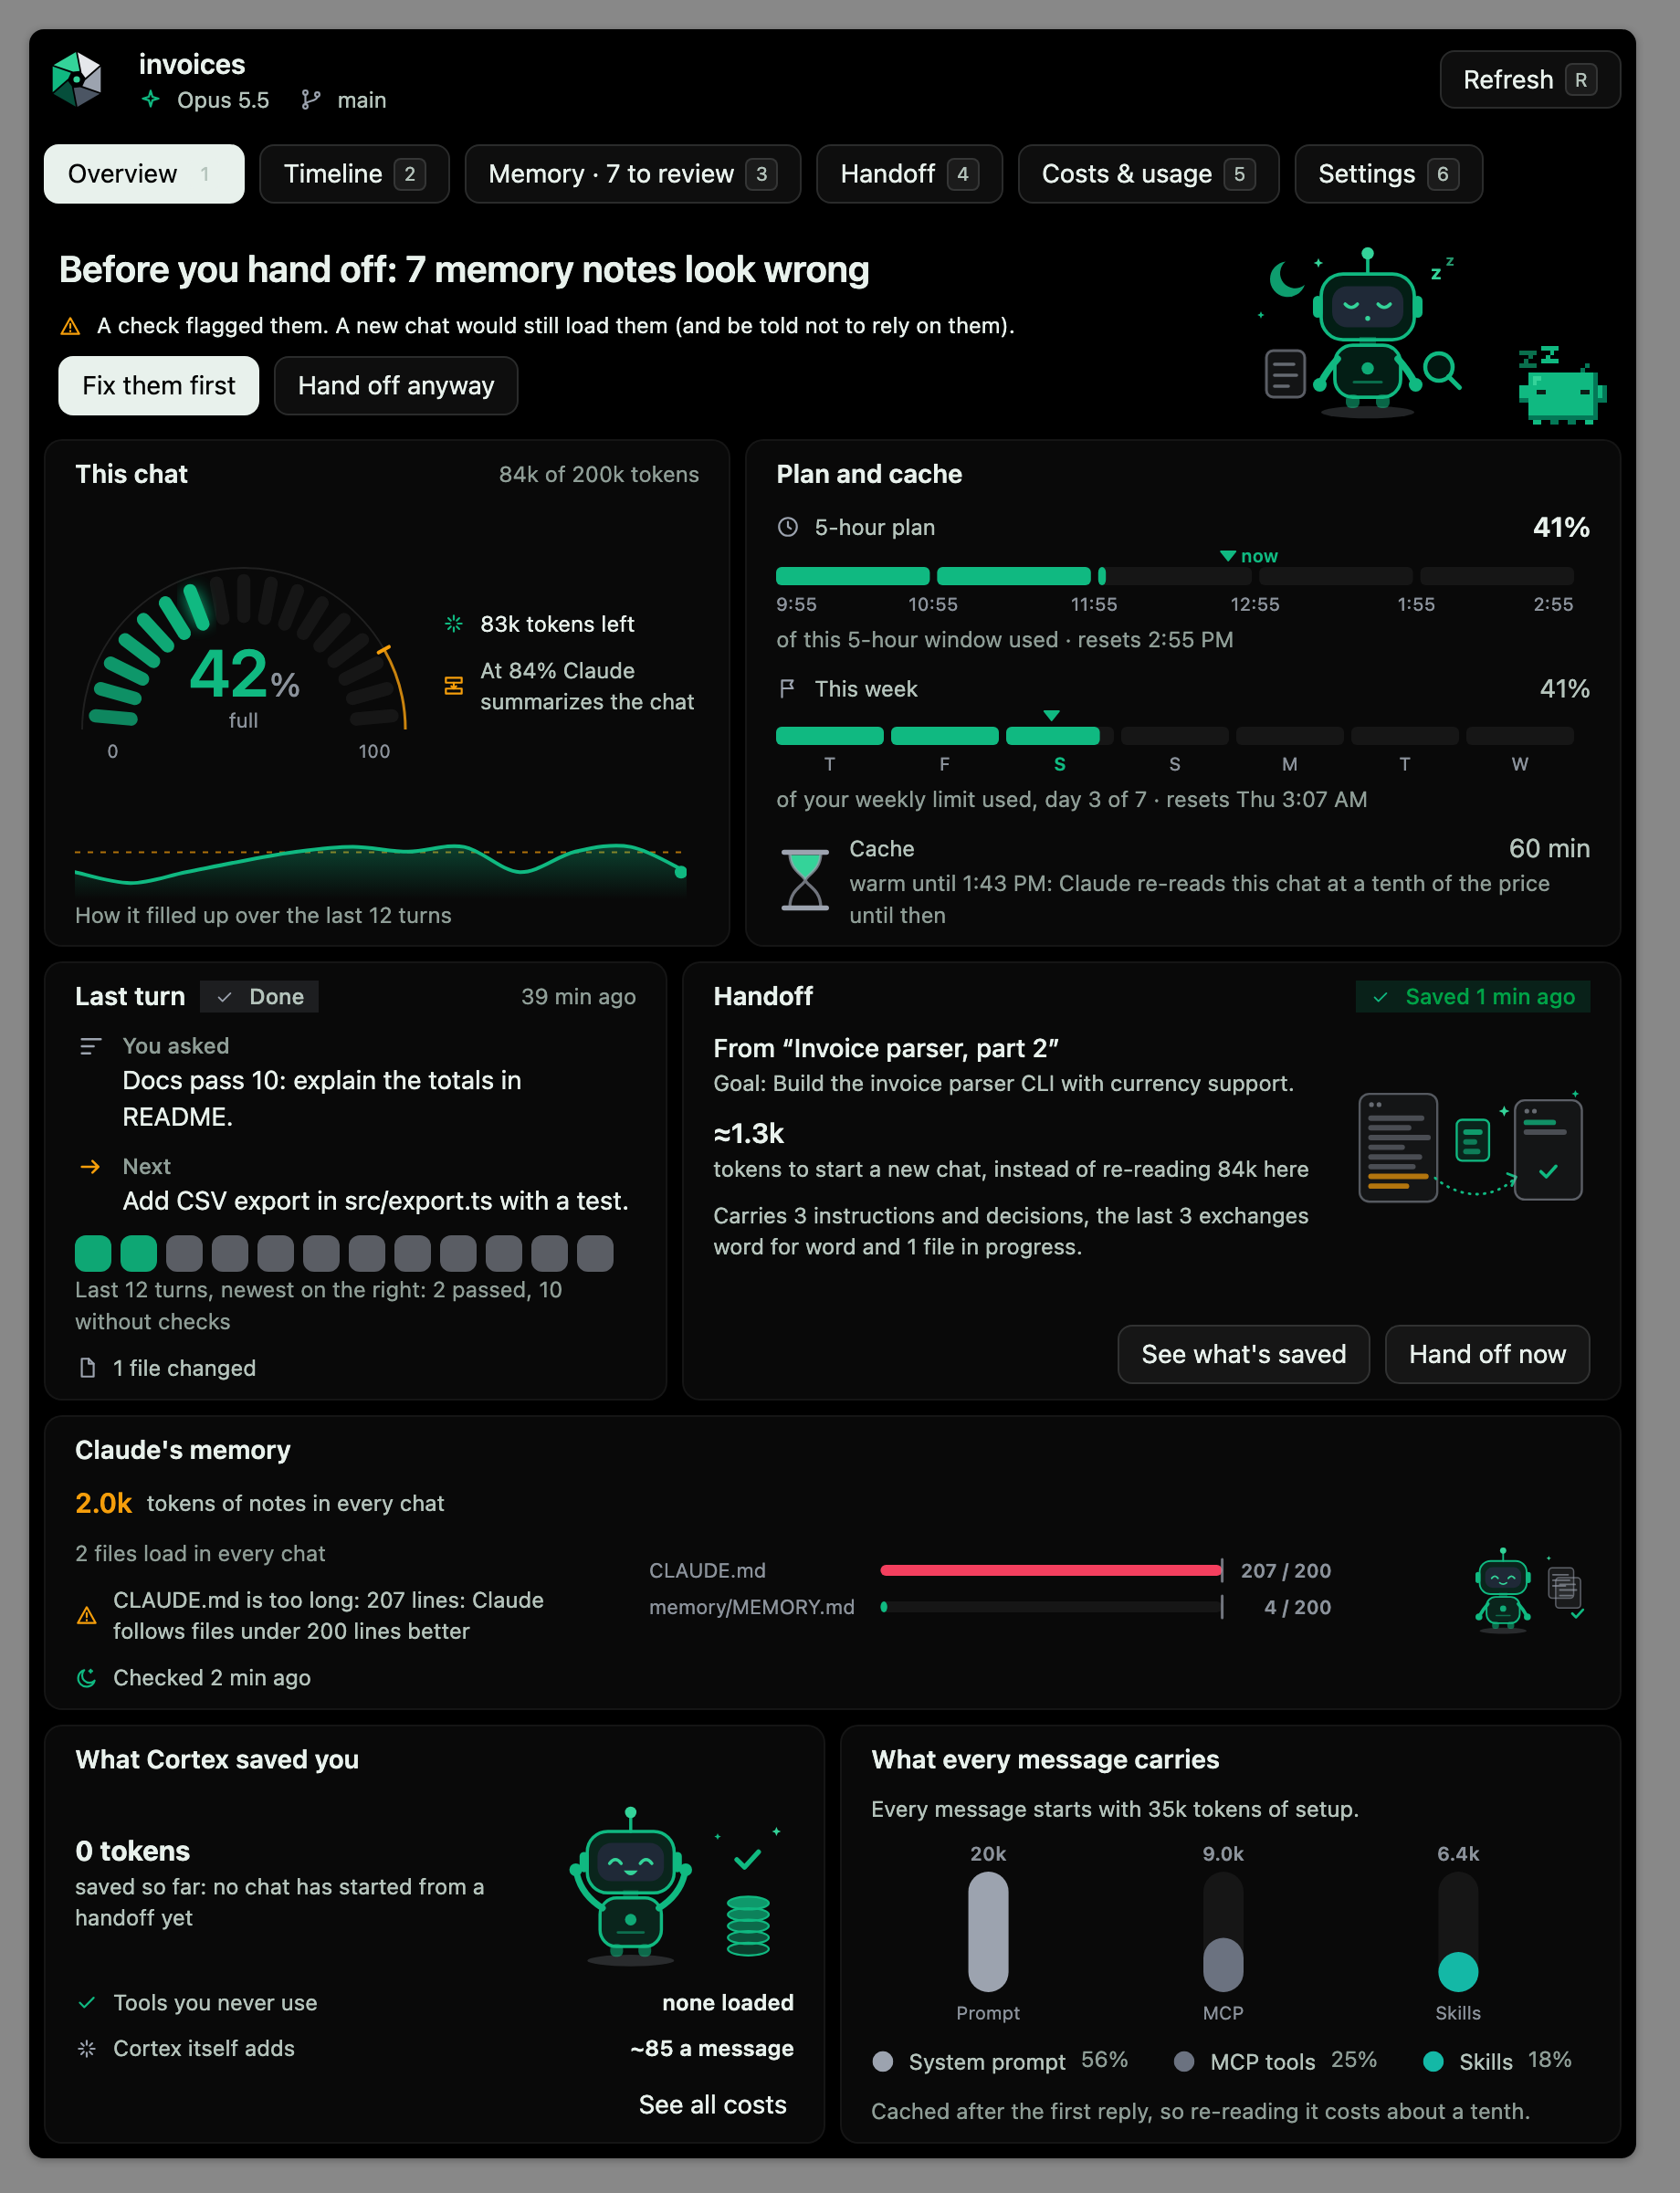 invoices
Opus 5.5 main
Refresh R
Overview 1
Timeline 2
Memory · 7 to review 3
Handoff 4
Costs & usage 5
Settings 6
Before you hand off: 7 memory notes look wrong
A check flagged them. A new chat would still load them (and be told not to rely on them).
Fix them first
Hand off anyway
z z
This chat
84k of 200k tokens
42%
full
0
100
83k tokens left
At 84% Claude
summarizes the chat
How it filled up over the last 12 turns
Plan and cache
5-hour plan
41%
now
9:55 10:55 11:55 12:55 1:55 2:55
of this 5-hour window used · resets 2:55 PM
This week
41%
T F S S M T W
of your weekly limit used, day 3 of 7 · resets Thu 3:07 AM
Cache
60 min
warm until 1:43 PM: Claude re-reads this chat at a tenth of the price
until then
Last turn
Done
39 min ago
You asked
Docs pass 10: explain the totals in
README.
Next
Add CSV export in src/export.ts with a test.
Last 12 turns, newest on the right: 2 passed, 10
without checks
1 file changed
Handoff
Saved 1 min ago
From “Invoice parser, part 2”
Goal: Build the invoice parser CLI with currency support.
≈1.3k
tokens to start a new chat, instead of re-reading 84k here
Carries 3 instructions and decisions, the last 3 exchanges
word for word and 1 file in progress.
See what's saved
Hand off now
Claude's memory
2.0k tokens of notes in every chat
2 files load in every chat
CLAUDE.md is too long: 207 lines: Claude
follows files under 200 lines better
Checked 2 min ago
CLAUDE.md 207 / 200
memory/MEMORY.md 4 / 200
What Cortex saved you
0 tokens
saved so far: no chat has started from a
handoff yet
Tools you never use none loaded
Cortex itself adds ~85 a message
See all costs
What every message carries
Every message starts with 35k tokens of setup.
20k 9.0k 6.4k
Prompt MCP Skills
System prompt 56% MCP tools 25% Skills 18%
Cached after the first reply, so re-reading it costs about a tenth.